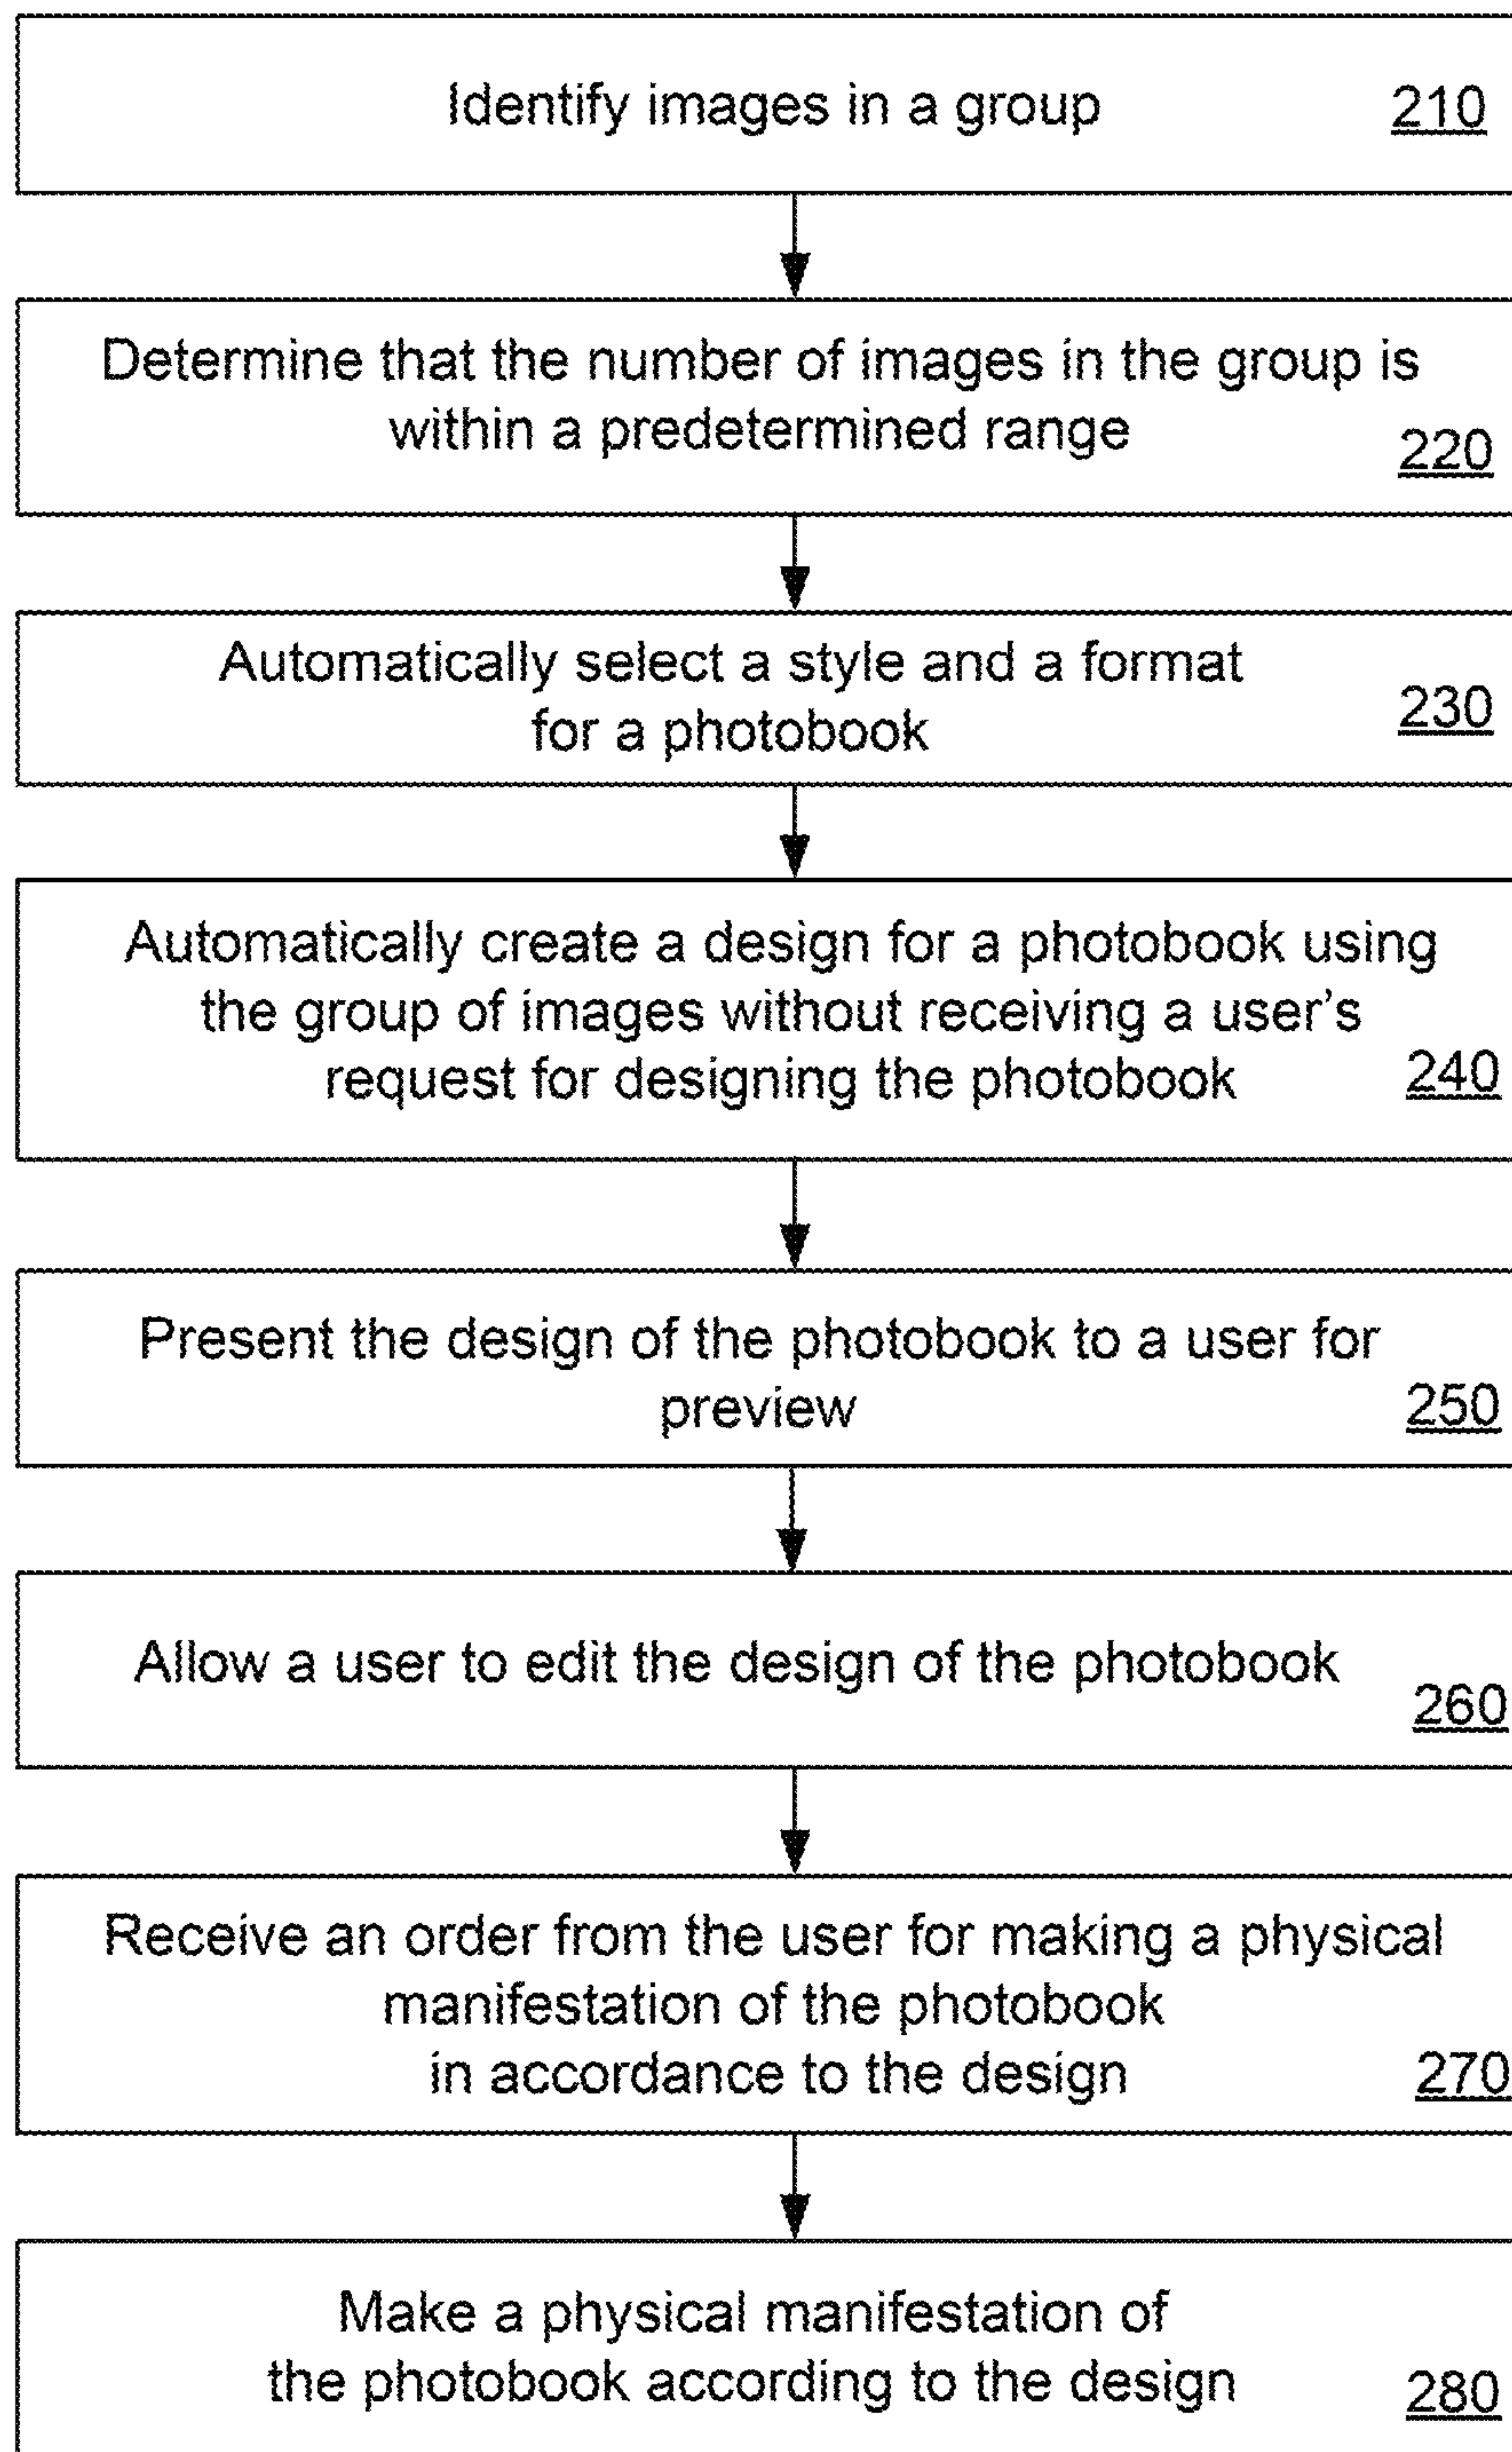 Identify images in a group
210
Determine that the number of images in the group is
within a predetermined range
220
Automatically select a style and a format
for a photobook
230
Automatically create a design for a photobook using
the group of images without receiving a user's
request for designing the photobook
240
Present the design of the photobook to a user for
preview
250
Allow a user to edit the design of the photobook
260
Receive an order from the user for making a physical
manifestation of the photobook
in accordance to the design
270
Make a physical manifestation of
the photobook according to the design
280